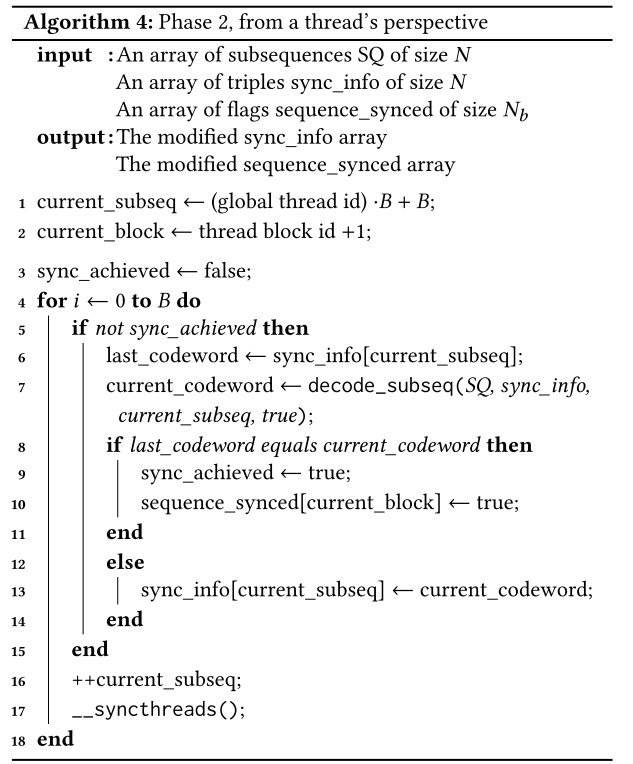 Algorithm 4: Phase 2, from a thread's perspective
input : An array of subsequences SQ of size N
An array of triples sync_info of size N
An array of flags sequence_synced of size N_b
output: The modified sync_info array
The modified sequence_synced array
1 current_subseq ← (global thread id) ·B + B;
2 current_block ← thread block id +1;
3 sync_achieved ← false;
4 for i ← 0 to B do
5 if not sync_achieved then
6 last_codeword ← sync_info[current_subseq];
7 current_codeword ← decode_subseq(SQ, sync_info,
current_subseq, true);
8 if last_codeword equals current_codeword then
9 sync_achieved ← true;
10 sequence_synced[current_block] ← true;
11 end
12 else
13 sync_info[current_subseq] ← current_codeword;
14 end
15 end
16 ++current_subseq;
17 __syncthreads();
18 end